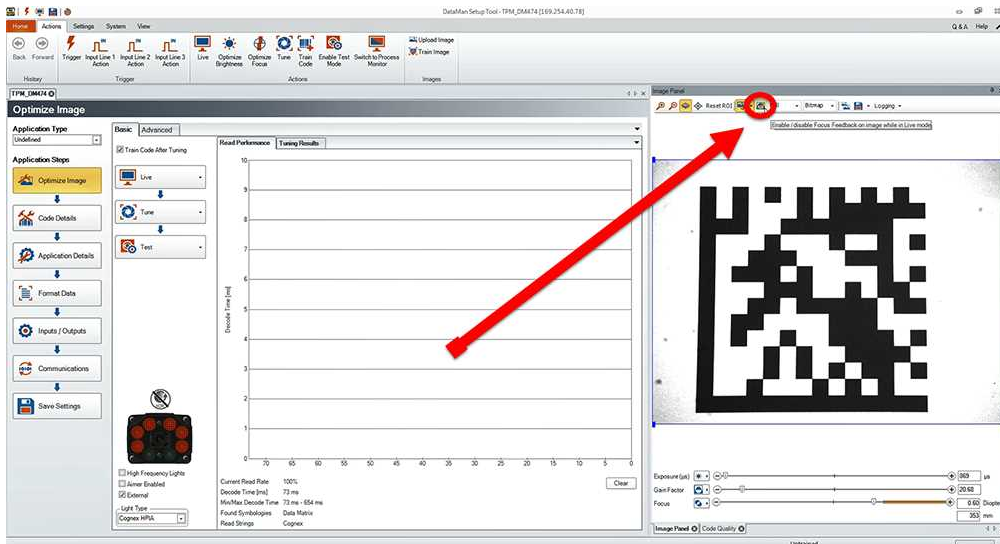 DataMan Setup Tool - TPM_DM474 [169.254.40.78]
Home Actions Settings System View Q & A Help
Back Forward Trigger Input Line 1 Action Input Line 2 Action Input Line 3 Action Live Optimize Brightness Optimize Focus Tune Train Code Enable Test Mode Switch to Process Monitor Upload Image Train Image
History Trigger Actions Images
TPM_DM474
Image Panel
Optimize Image
Reset ROI Bitmap Logging
Enable / disable Focus Feedback on image while in Live mode
Application Type
Undefined
Application Steps
Optimize Image
Code Details
Application Details
Format Data
Inputs / Outputs
Communications
Save Settings
Basic Advanced
Train Code After Tuning
Live
Tune
Test
High Frequency Lights
Aimer Enabled
External
Light Type
Cognex HPIA
Read Performance Tuning Results
Decode Time [ms]
10
9
8
7
6
5
4
3
2
1
0
70 65 60 55 50 45 40 35 30 25 20 15 10 5 0
Current Read Rate 100%
Clear
Decode Time [ms] 73 ms
Min/Max Decode Time 73 ms - 654 ms
Found Symbologies Data Matrix
Read Strings Cognex
Exposure (µs) 869 µs
Gain Factor 20.68
Focus 0.60 Diopte
353 mm
Image Panel Code Quality
Untrained